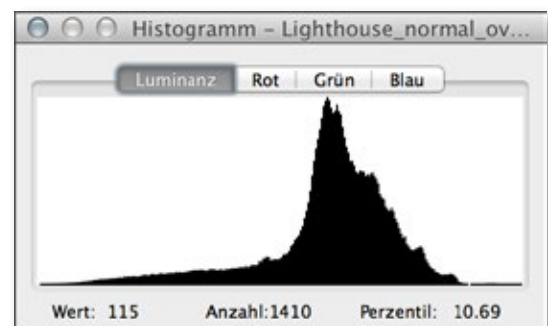 Histogramm – Lighthouse_normal_ov...
Luminanz Rot Grün Blau
Wert: 115 Anzahl:1410 Perzentil: 10.69